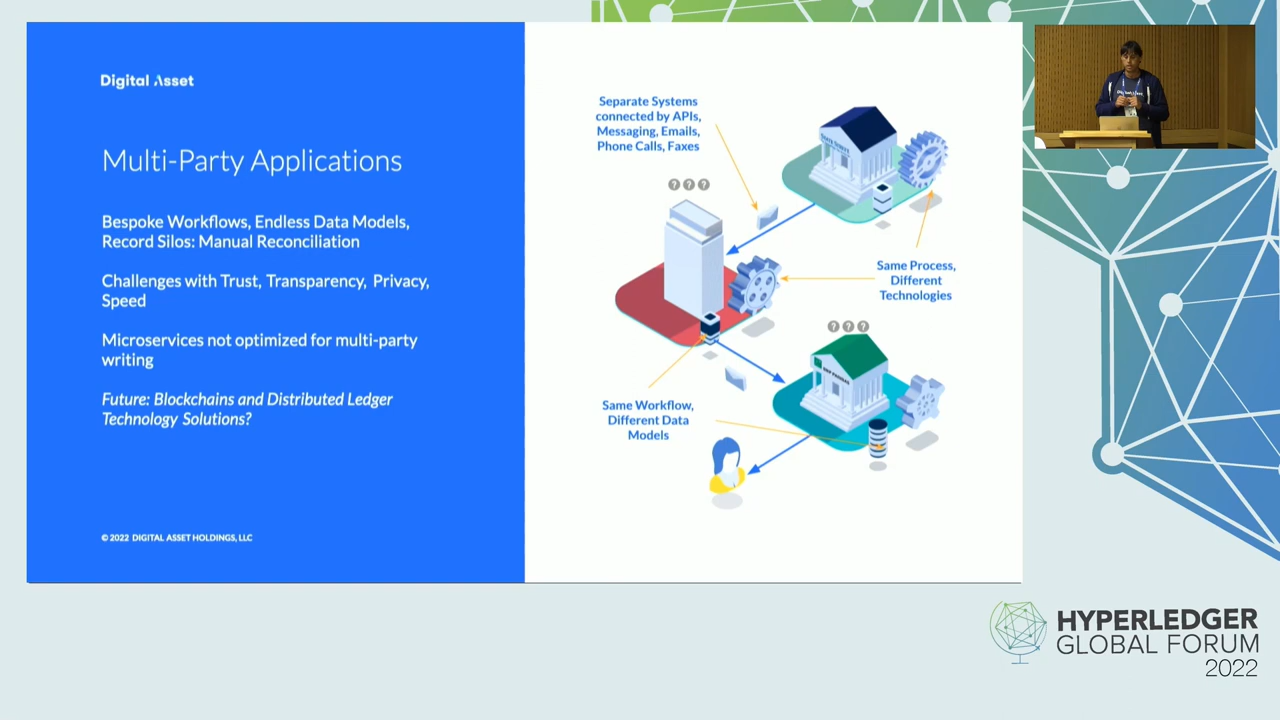 Digital Asset
Multi-Party Applications
Bespoke Workflows, Endless Data Models,
Record Silos: Manual Reconciliation
Challenges with Trust, Transparency, Privacy,
Speed
Microservices not optimized for multi-party
writing
Future: Blockchains and Distributed Ledger
Technology Solutions?
© 2022 DIGITAL ASSET HOLDINGS, LLC
Separate Systems
connected by APIs,
Messaging, Emails,
Phone Calls, Faxes
? ? ?
Same Process,
Different
Technologies
? ? ?
Same Workflow,
Different Data
Models
HYPERLEDGER
GLOBAL FORUM
2022